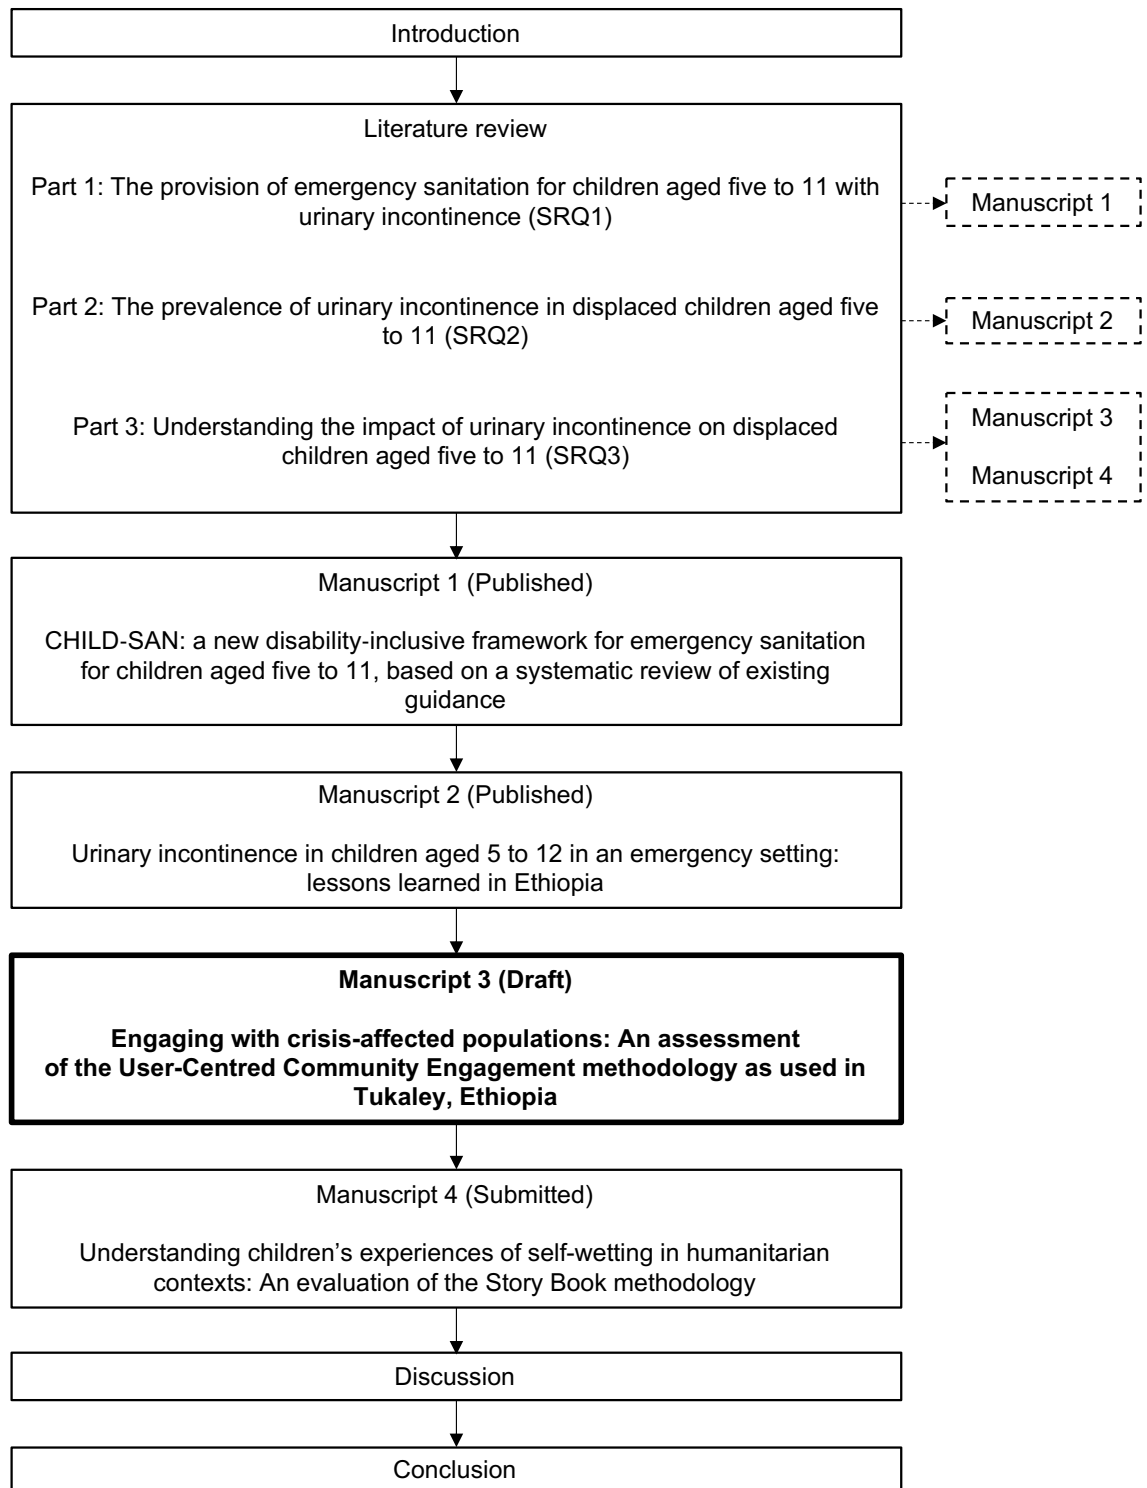 Introduction
Literature review
Part 1: The provision of emergency sanitation for children aged five to 11 with
urinary incontinence (SRQ1)
Manuscript 1
Part 2: The prevalence of urinary incontinence in displaced children aged five
to 11 (SRQ2)
Manuscript 2
Part 3: Understanding the impact of urinary incontinence on displaced
children aged five to 11 (SRQ3)
Manuscript 3
Manuscript 4
Manuscript 1 (Published)
CHILD-SAN: a new disability-inclusive framework for emergency sanitation
for children aged five to 11, based on a systematic review of existing
guidance
Manuscript 2 (Published)
Urinary incontinence in children aged 5 to 12 in an emergency setting:
lessons learned in Ethiopia
Manuscript 3 (Draft)
Engaging with crisis-affected populations: An assessment
of the User-Centred Community Engagement methodology as used in
Tukaley, Ethiopia
Manuscript 4 (Submitted)
Understanding children’s experiences of self-wetting in humanitarian
contexts: An evaluation of the Story Book methodology
Discussion
Conclusion